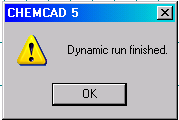 CHEMCAD 5
Dynamic run finished.
OK